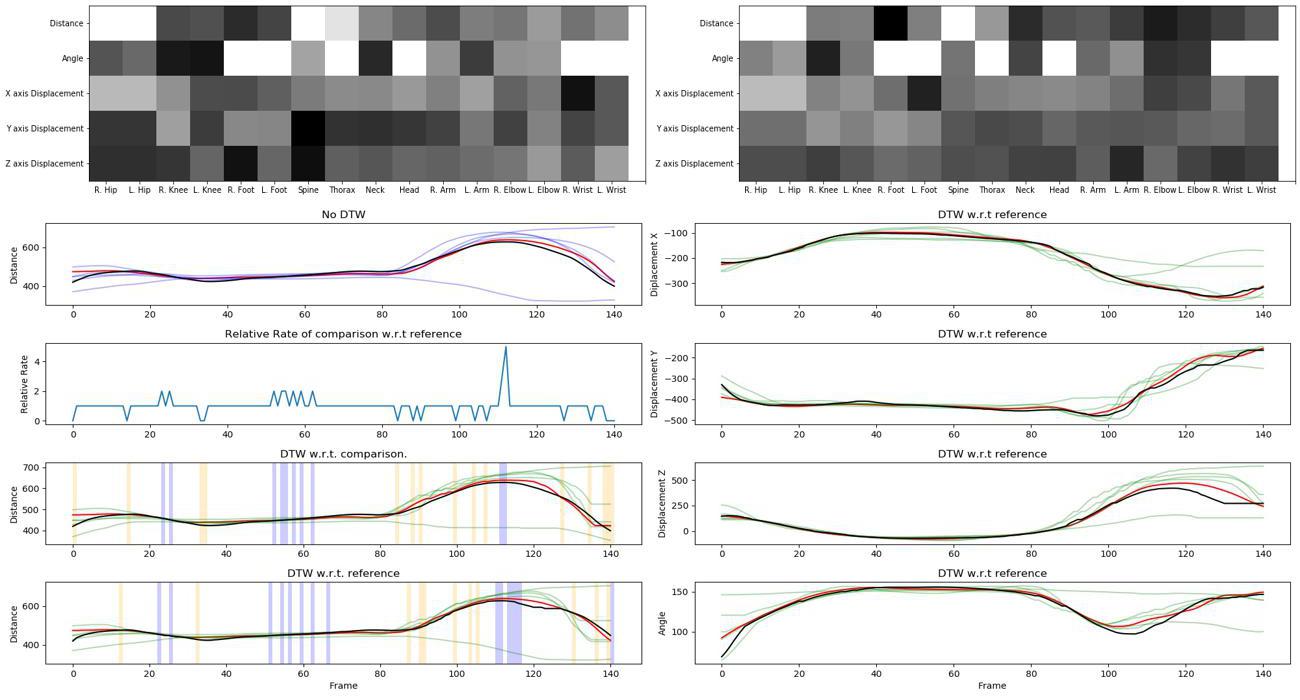 Distance
Angle
X axis Displacement
Y axis Displacement
Z axis Displacement
R. Hip L. Hip R. Knee L. Knee R. Foot L. Foot Spine Thorax Neck Head R. Arm L. Arm R. Elbow L. Elbow R. Wrist L. Wrist
Distance
Angle
X axis Displacement
Y axis Displacement
Z axis Displacement
R. Hip L. Hip R. Knee L. Knee R. Foot L. Foot Spine Thorax Neck Head R. Arm L. Arm R. Elbow L. Elbow R. Wrist L. Wrist
No DTW
Distance
600
400
0 20 40 60 80 100 120 140
DTW w.r.t reference
Diplacement X
−100
−200
−300
0 20 40 60 80 100 120 140
Relative Rate of comparison w.r.t reference
Relative Rate
4
2
0
0 20 40 60 80 100 120 140
DTW w.r.t reference
Displacement Y
−200
−300
−400
−500
0 20 40 60 80 100 120 140
DTW w.r.t. comparison.
Distance
700
600
500
400
0 20 40 60 80 100 120 140
DTW w.r.t reference
Displacement Z
500
250
0
0 20 40 60 80 100 120 140
DTW w.r.t. reference
Distance
600
400
0 20 40 60 80 100 120 140
Frame
DTW w.r.t reference
Angle
150
100
0 20 40 60 80 100 120 140
Frame